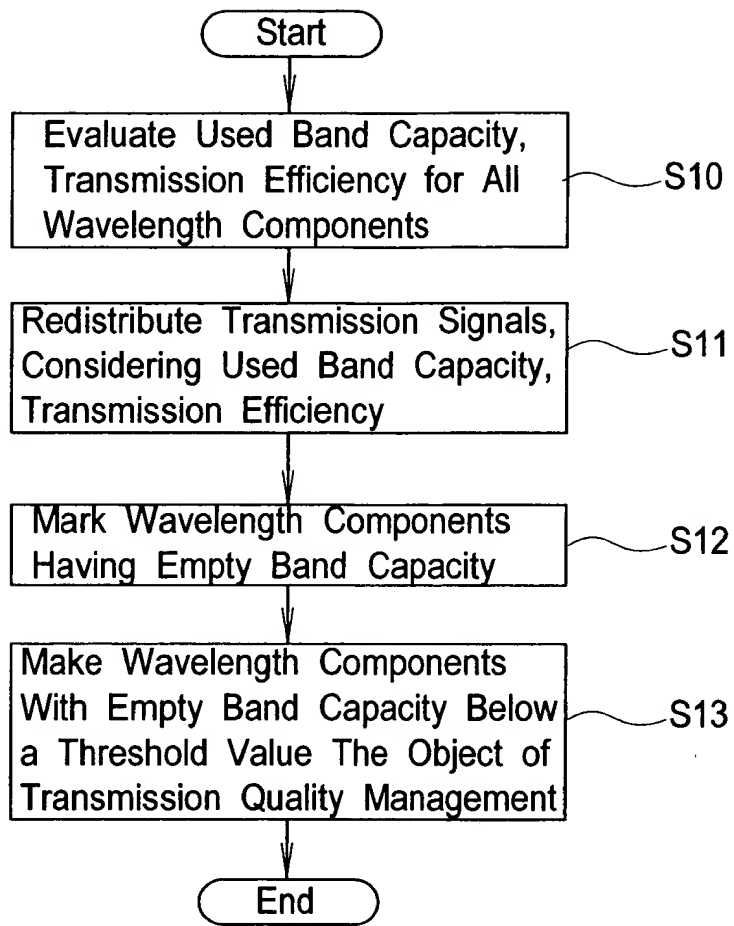 Start
Evaluate Used Band Capacity,
Transmission Efficiency for All
Wavelength Components
S10
Redistribute Transmission Signals,
Considering Used Band Capacity,
Transmission Efficiency
S11
Mark Wavelength Components
Having Empty Band Capacity
S12
Make Wavelength Components
With Empty Band Capacity Below
a Threshold Value The Object of
Transmission Quality Management
S13
End